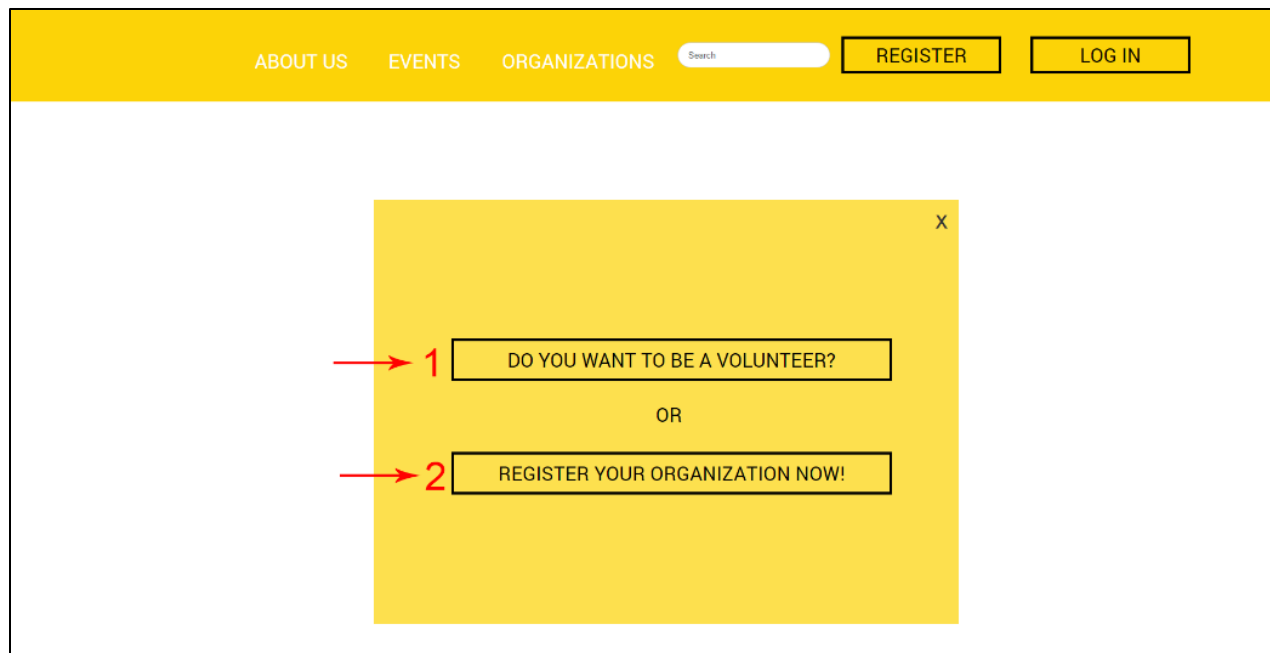 ABOUT US EVENTS ORGANIZATIONS Search REGISTER LOG IN
X
1 DO YOU WANT TO BE A VOLUNTEER?
OR
2 REGISTER YOUR ORGANIZATION NOW!